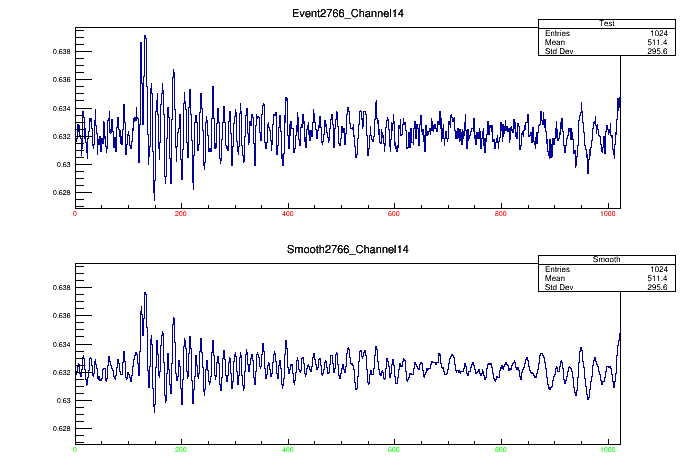 Event2766_Channel14
Test
Entries 1024
Mean 511.4
Std Dev 295.6
0.638
0.636
0.634
0.632
0.63
0.628
0 200 400 600 800 1000
Smooth2766_Channel14
Smooth
Entries 1024
Mean 511.4
Std Dev 295.6
0.638
0.636
0.634
0.632
0.63
0.628
0 200 400 600 800 1000